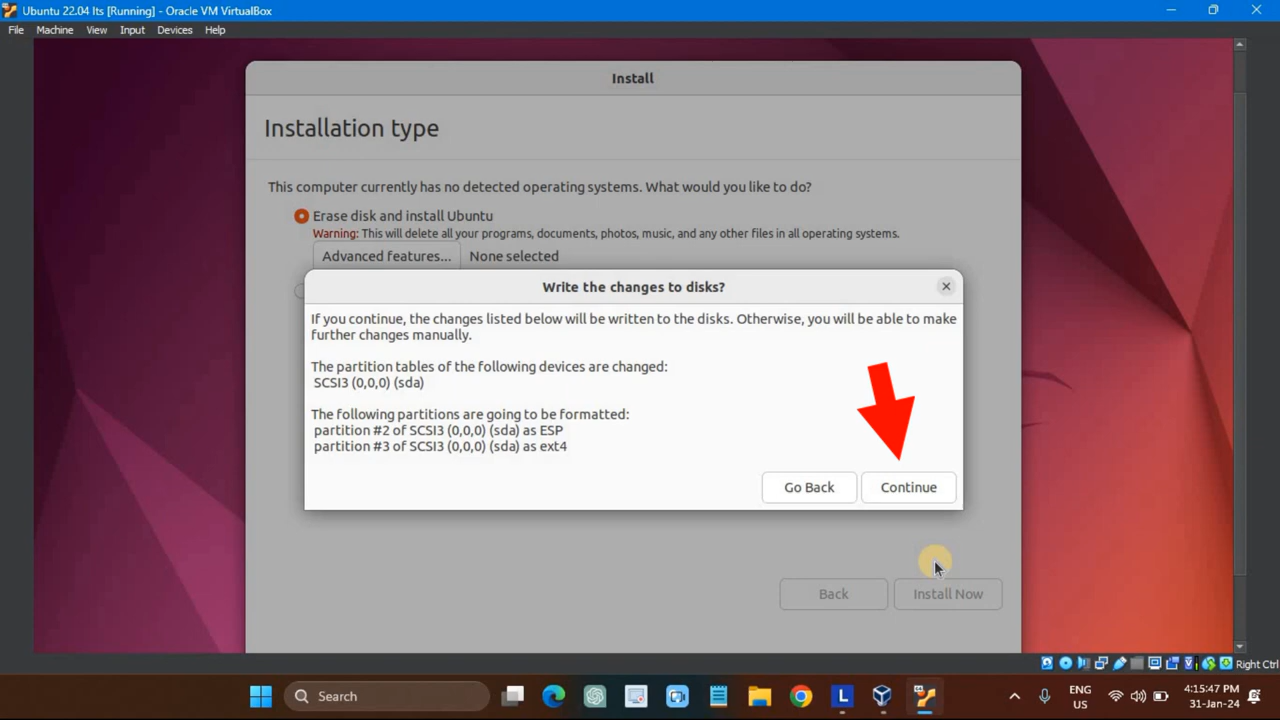 Ubuntu 22.04 lts [Running] - Oracle VM VirtualBox
File Machine View Input Devices Help
Install
Installation type
This computer currently has no detected operating systems. What would you like to do?
Erase disk and install Ubuntu
Warning: This will delete all your programs, documents, photos, music, and any other files in all operating systems.
Advanced features... None selected
Write the changes to disks?
If you continue, the changes listed below will be written to the disks. Otherwise, you will be able to make
further changes manually.
The partition tables of the following devices are changed:
SCSI3 (0,0,0) (sda)
The following partitions are going to be formatted:
partition #2 of SCSI3 (0,0,0) (sda) as ESP
partition #3 of SCSI3 (0,0,0) (sda) as ext4
Go Back Continue
Back Install Now
Right Ctrl
Search
L
ENG
US
4:15:47 PM
31-Jan-24